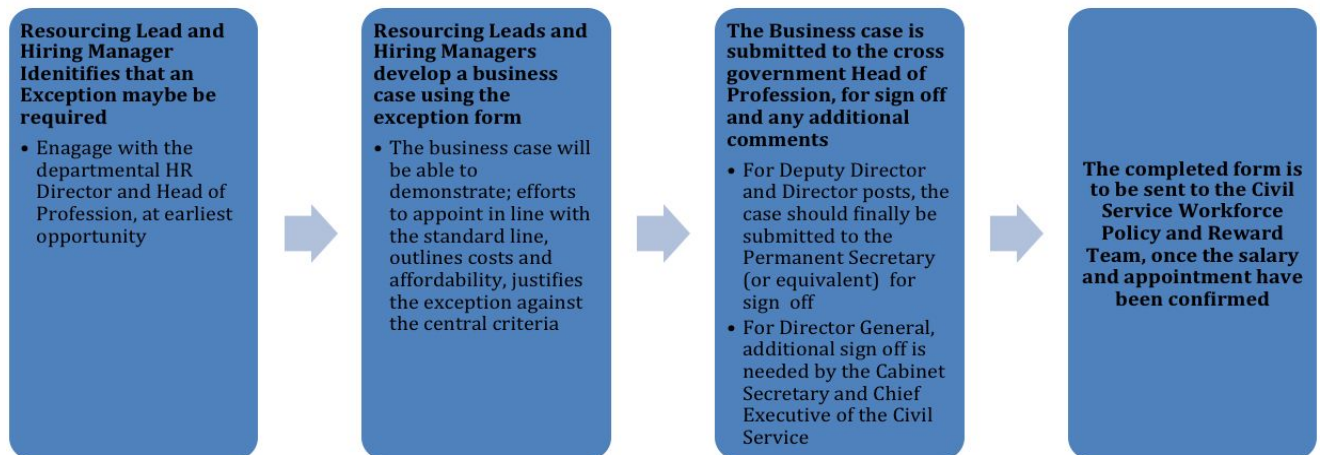 Resourcing Lead and
Hiring Manager
Idenitifies that an
Exception maybe be
required
• Enagage with the
departmental HR
Director and Head of
Profession, at earliest
opportunity
Resourcing Leads and
Hiring Managers
develop a business
case using the
exception form
• The business case will
be able to
demonstrate; efforts
to appoint in line with
the standard line,
outlines costs and
affordability, justifies
the exception against
the central criteria
The Business case is
submitted to the cross
government Head of
Profession, for sign off
and any additional
comments
• For Deputy Director
and Director posts, the
case should finally be
submitted to the
Permanent Secretary
(or equivalent) for
sign off
• For Director General,
additional sign off is
needed by the Cabinet
Secretary and Chief
Executive of the Civil
Service
The completed form is
to be sent to the Civil
Service Workforce
Policy and Reward
Team, once the salary
and appointment have
been confirmed